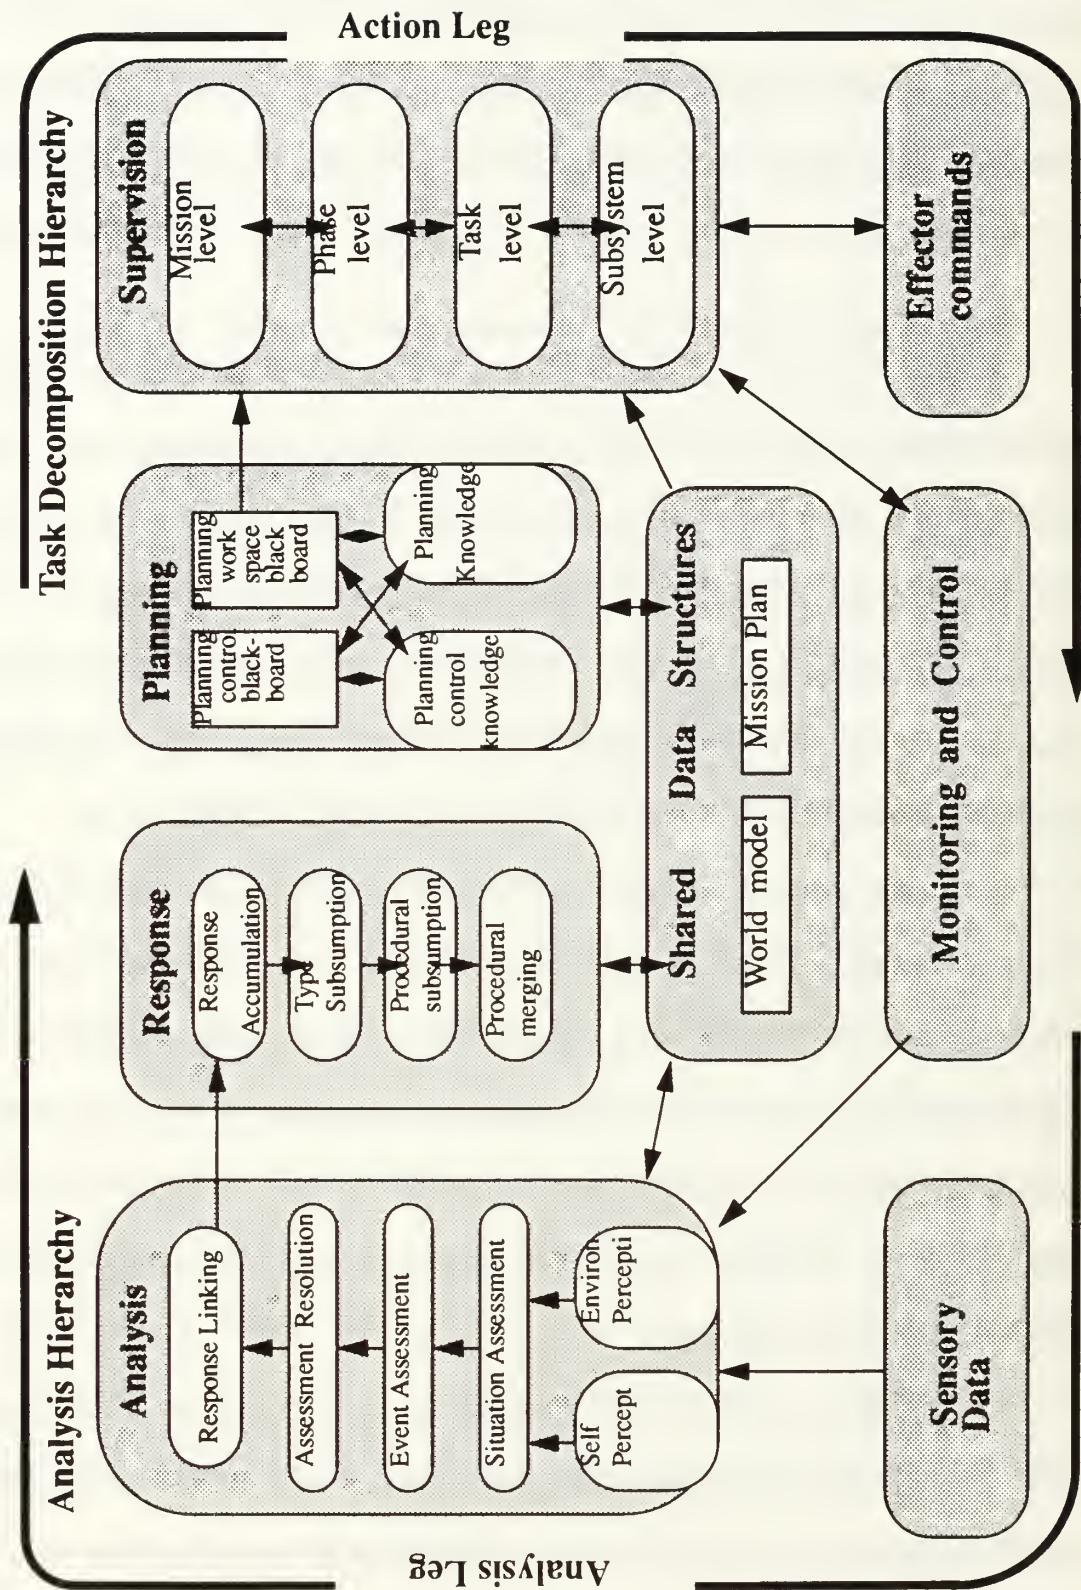 Action Leg
Task Decomposition Hierarchy
Analysis Hierarchy
Analysis Leg
Analysis
Response Linking
Assessment Resolution
Event Assessment
Situation Assessment
Self
Percept
Environ
Percepti
Sensory
Data
Response
Response
Accumulation
Type
Subsumption
Procedural
subsumption
Procedural
merging
Planning
Planning
control
black-
board
Planning
work
space
black
board
Planning
control
knowledge
Planning
Knowledge
Shared Data Structures
World model
Mission Plan
Monitoring and Control
Supervision
Mission
level
Phase
level
Task
level
Subsystem
level
Effector
commands